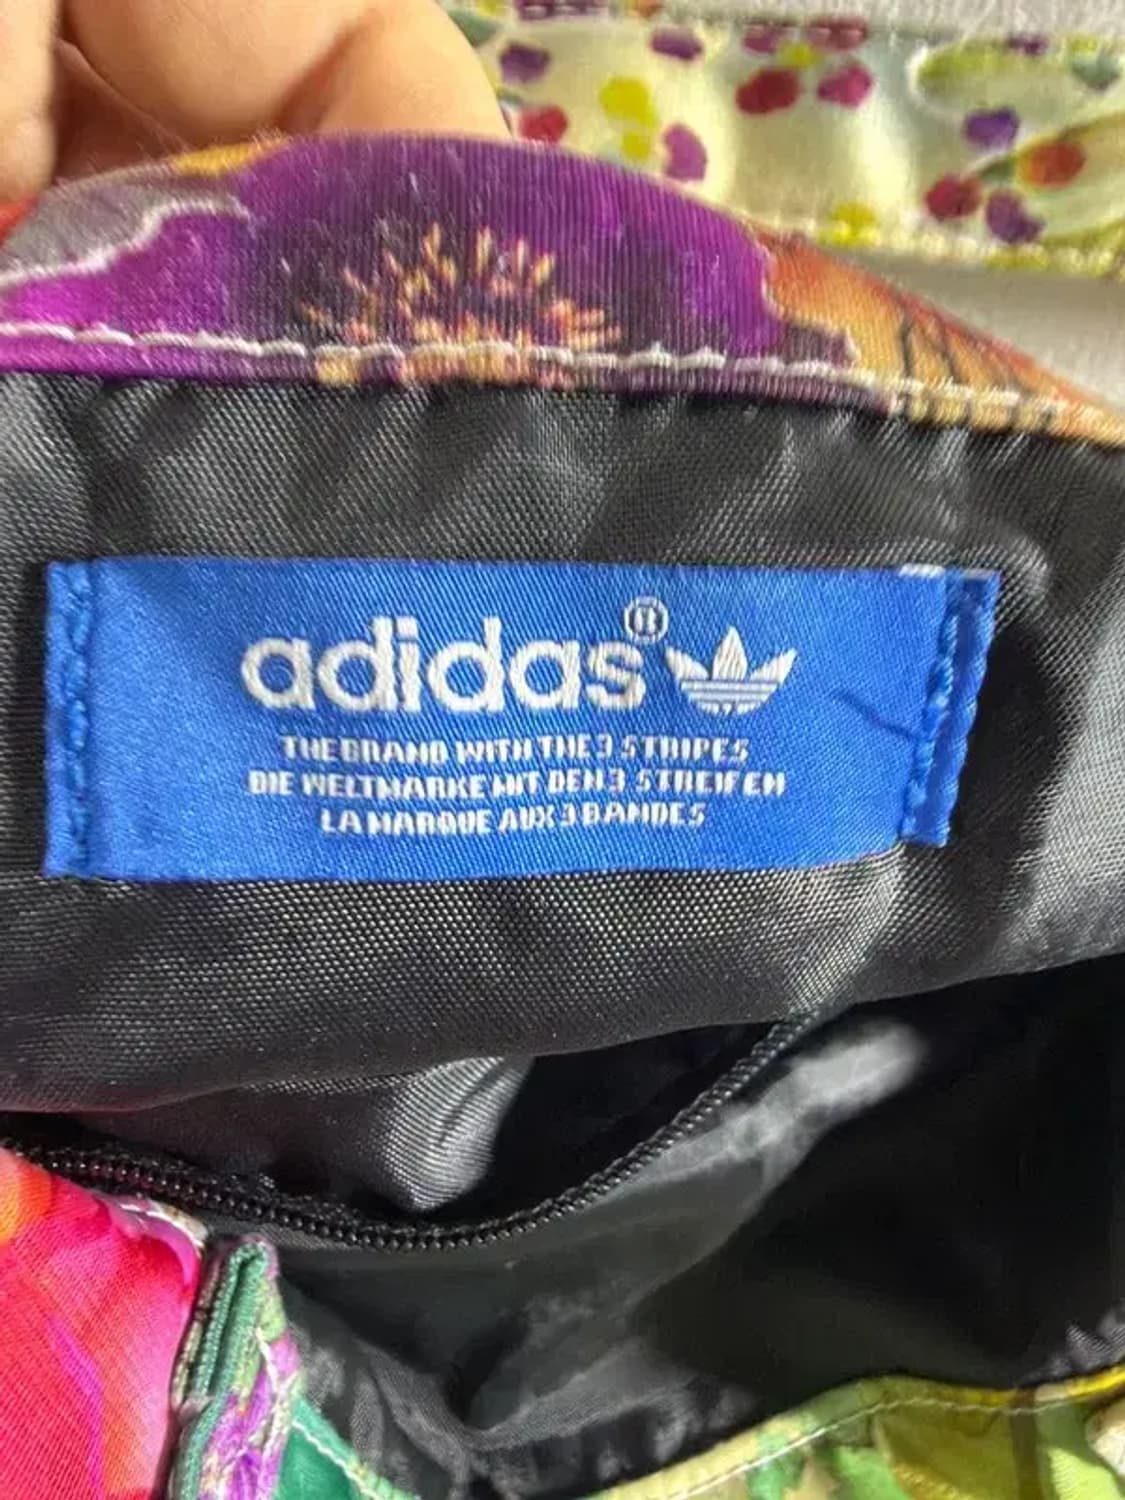 adidas®
THE BRAND WITH THE 3 STRIPES
DIE WELTMARKE MIT DEN 3 STREIFEN
LA MARQUE AUX 3 BANDES